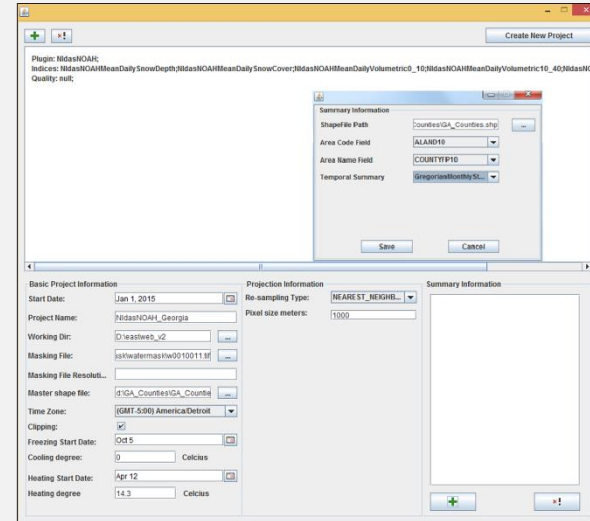 Create New Project
Plugin: NldasNOAH;
Indices: NldasNOAHMeanDailySnowDepth;NldasNOAHMeanDailySnowCover;NldasNOAHMeanDailyVolumetric0_10;NldasNOAHMeanDailyVolumetric10_40;NldasNO
Quality: null;
Summary Information
ShapeFile Path Counties\GA_Counties.shp ...
Area Code Field ALAND10
Area Name Field COUNTYFP10
Temporal Summary GregorianMonthlySt...
Save Cancel
Basic Project Information
Start Date: Jan 1, 2015
Project Name: NldasNOAH_Georgia
Working Dir: D:\eastweb_v2 ...
Masking File: ask\watermask\w0010011.tif ...
Masking File Resoluti...
Master shape file: d:\GA_Counties\GA_Countie ...
Time Zone: (GMT-5:00) America/Detroit
Clipping:
Freezing Start Date: Oct 5
Cooling degree: 0 Celcius
Heating Start Date: Apr 12
Heating degree 14.3 Celcius
Projection Information
Re-sampling Type: NEAREST_NEIGHB...
Pixel size meters: 1000
Summary Information